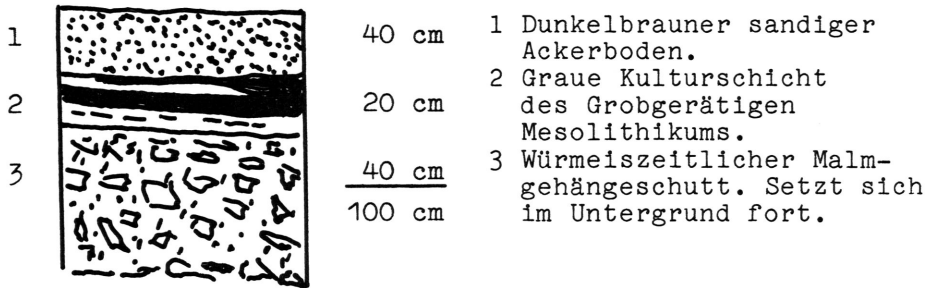 1
2
3
40 cm
20 cm
40 cm
100 cm
1 Dunkelbrauner sandiger
Ackerboden.
2 Graue Kulturschicht
des Grobgerätigen
Mesolithikums.
3 Würmeiszeitlicher Malm-
gehängeschutt. Setzt sich
im Untergrund fort.